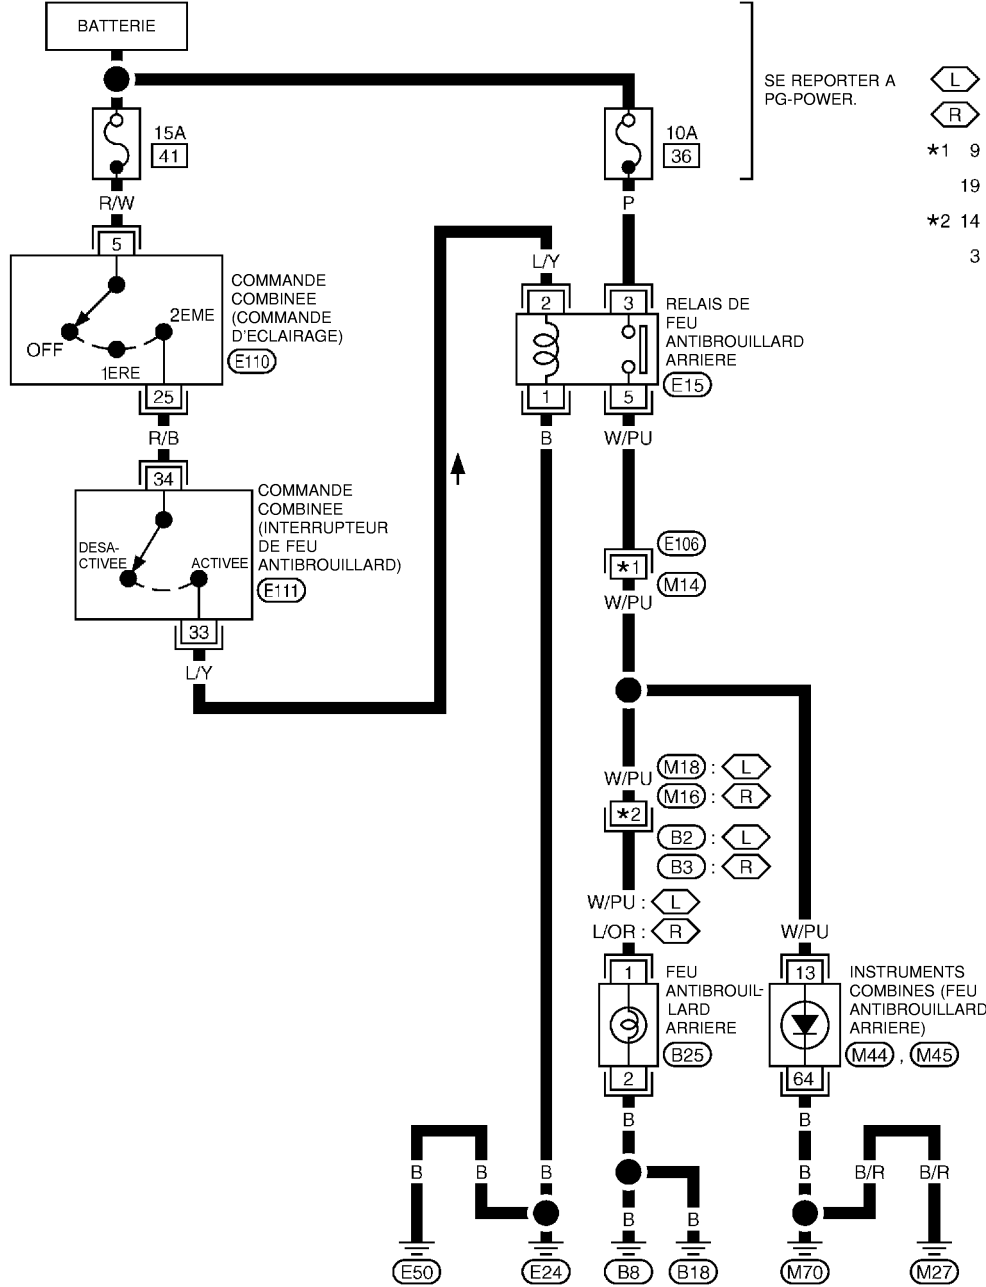 BATTERIE
SE REPORTER A
PG-POWER.
L
R
*1 9
19
*2 14
3
15A
41
10A
36
R/W
P
5
L/Y
COMMANDE
COMBINEE
(COMMANDE
D'ECLAIRAGE)
E110
2EME
OFF
1ERE
25
2
3
RELAIS DE
FEU
ANTIBROUILLARD
ARRIERE
E15
1
5
R/B
B
W/PU
34
COMMANDE
COMBINEE
(INTERRUPTEUR
DE FEU
ANTIBROUILLARD)
E111
DESA-
CTIVEE
ACTIVEE
33
L/Y
E106
*1
M14
W/PU
W/PU
M18 : L
M16 : R
*2
B2 : L
B3 : R
W/PU : L
L/OR : R
W/PU
1
FEU
ANTIBROUIL-
LARD
ARRIERE
B25
2
13
INSTRUMENTS
COMBINES (FEU
ANTIBROUILLARD
ARRIERE)
M44 , M45
64
B
B
B
B
B
B
B/R
B/R
B
B
E50
E24
B8
B18
M70
M27